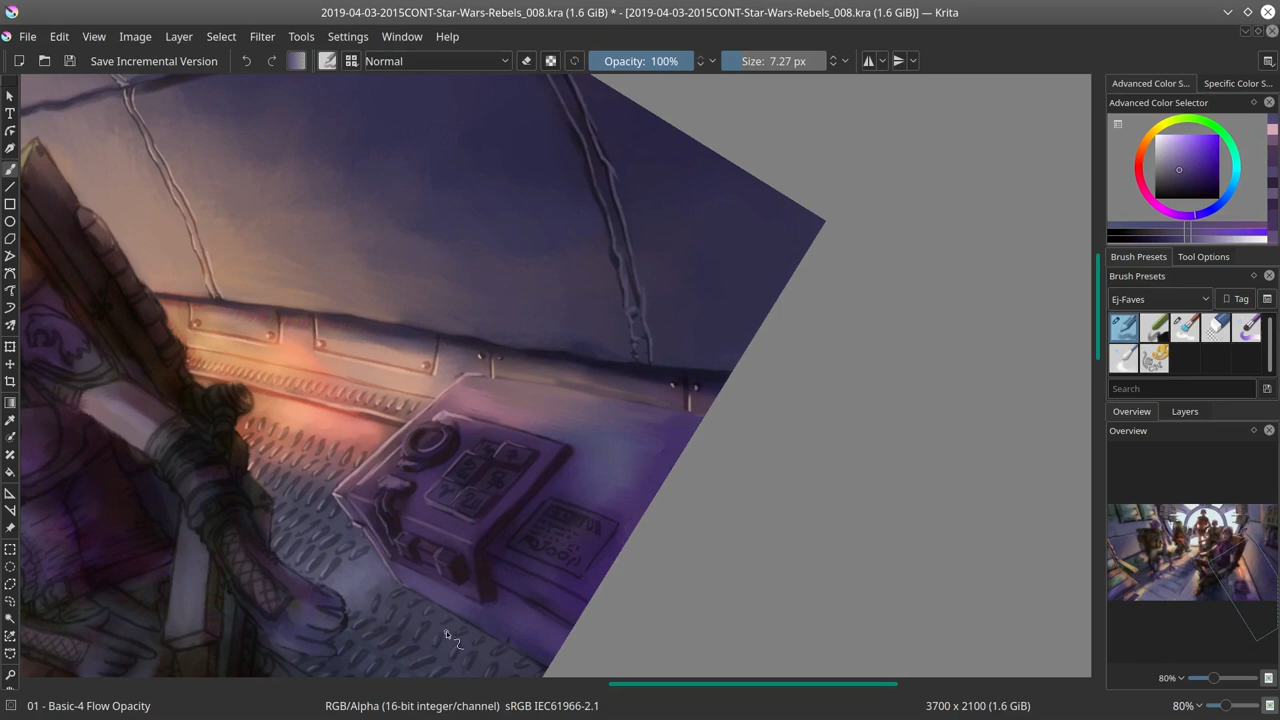 2019-04-03-2015CONT-Star-Wars-Rebels_008.kra (1.6 GiB) * - [2019-04-03-2015CONT-Star-Wars-Rebels_008.kra (1.6 GiB)] — Krita
File Edit View Image Layer Select Filter Tools Settings Window Help
Save Incremental Version Normal Opacity: 100% Size: 7.27 px
Advanced Color S... Specific Color S...
Advanced Color Selector
Brush Presets Tool Options
Brush Presets
Ej-Faves Tag
Search
Overview Layers
Overview
80%
01 - Basic-4 Flow Opacity RGB/Alpha (16-bit integer/channel) sRGB IEC61966-2.1 3700 x 2100 (1.6 GiB) 80%